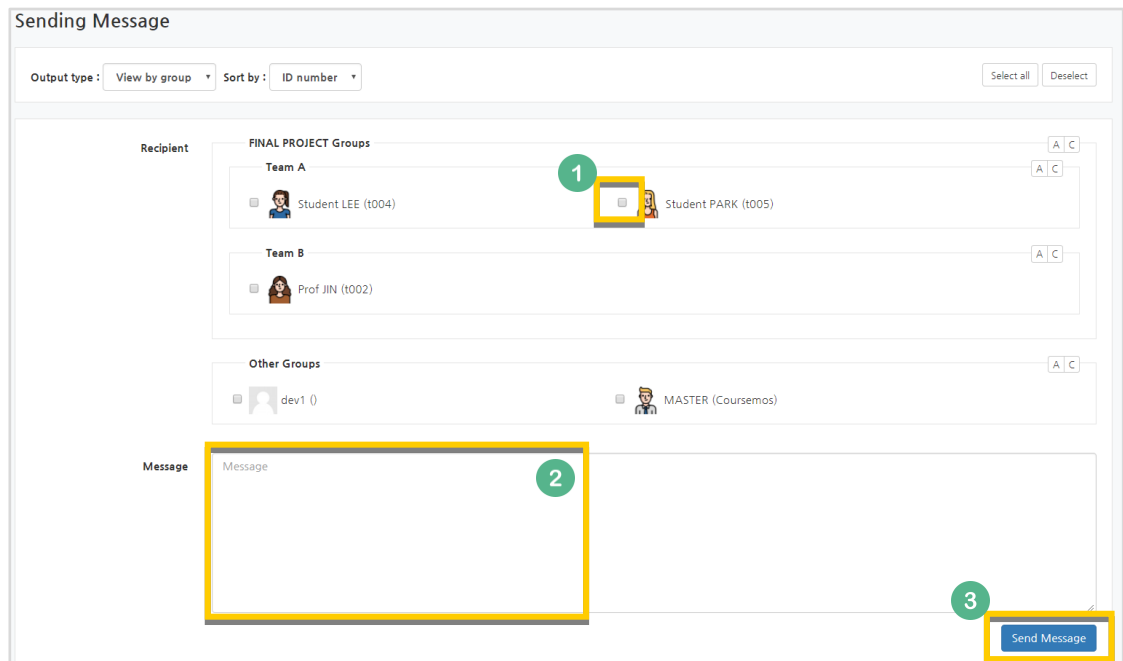 Sending Message
Output type : View by group Sort by : ID number Select all Deselect
Recipient FINAL PROJECT Groups A C
Team A A C
1
Student LEE (t004) Student PARK (t005)
Team B A C
Prof JIN (t002)
Other Groups A C
dev1 () MASTER (Coursemos)
Message Message
2
3
Send Message